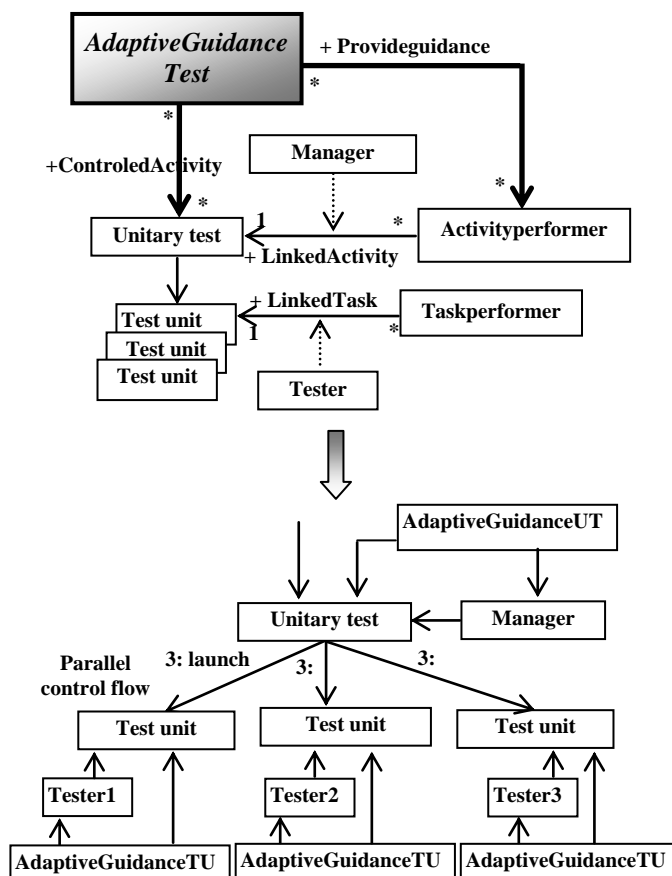 AdaptiveGuidance
Test
+ Provideguidance
*
*
+ControledActivity
Manager
*
*
1
*
Unitary test
Activityperformer
+ LinkedActivity
+ LinkedTask
Test unit
1
*
Taskperformer
Test unit
Test unit
Tester
AdaptiveGuidanceUT
Unitary test
Manager
Parallel
control flow
3: launch
3:
3:
Test unit
Test unit
Test unit
Tester1
Tester2
Tester3
AdaptiveGuidanceTU
AdaptiveGuidanceTU
AdaptiveGuidanceTU